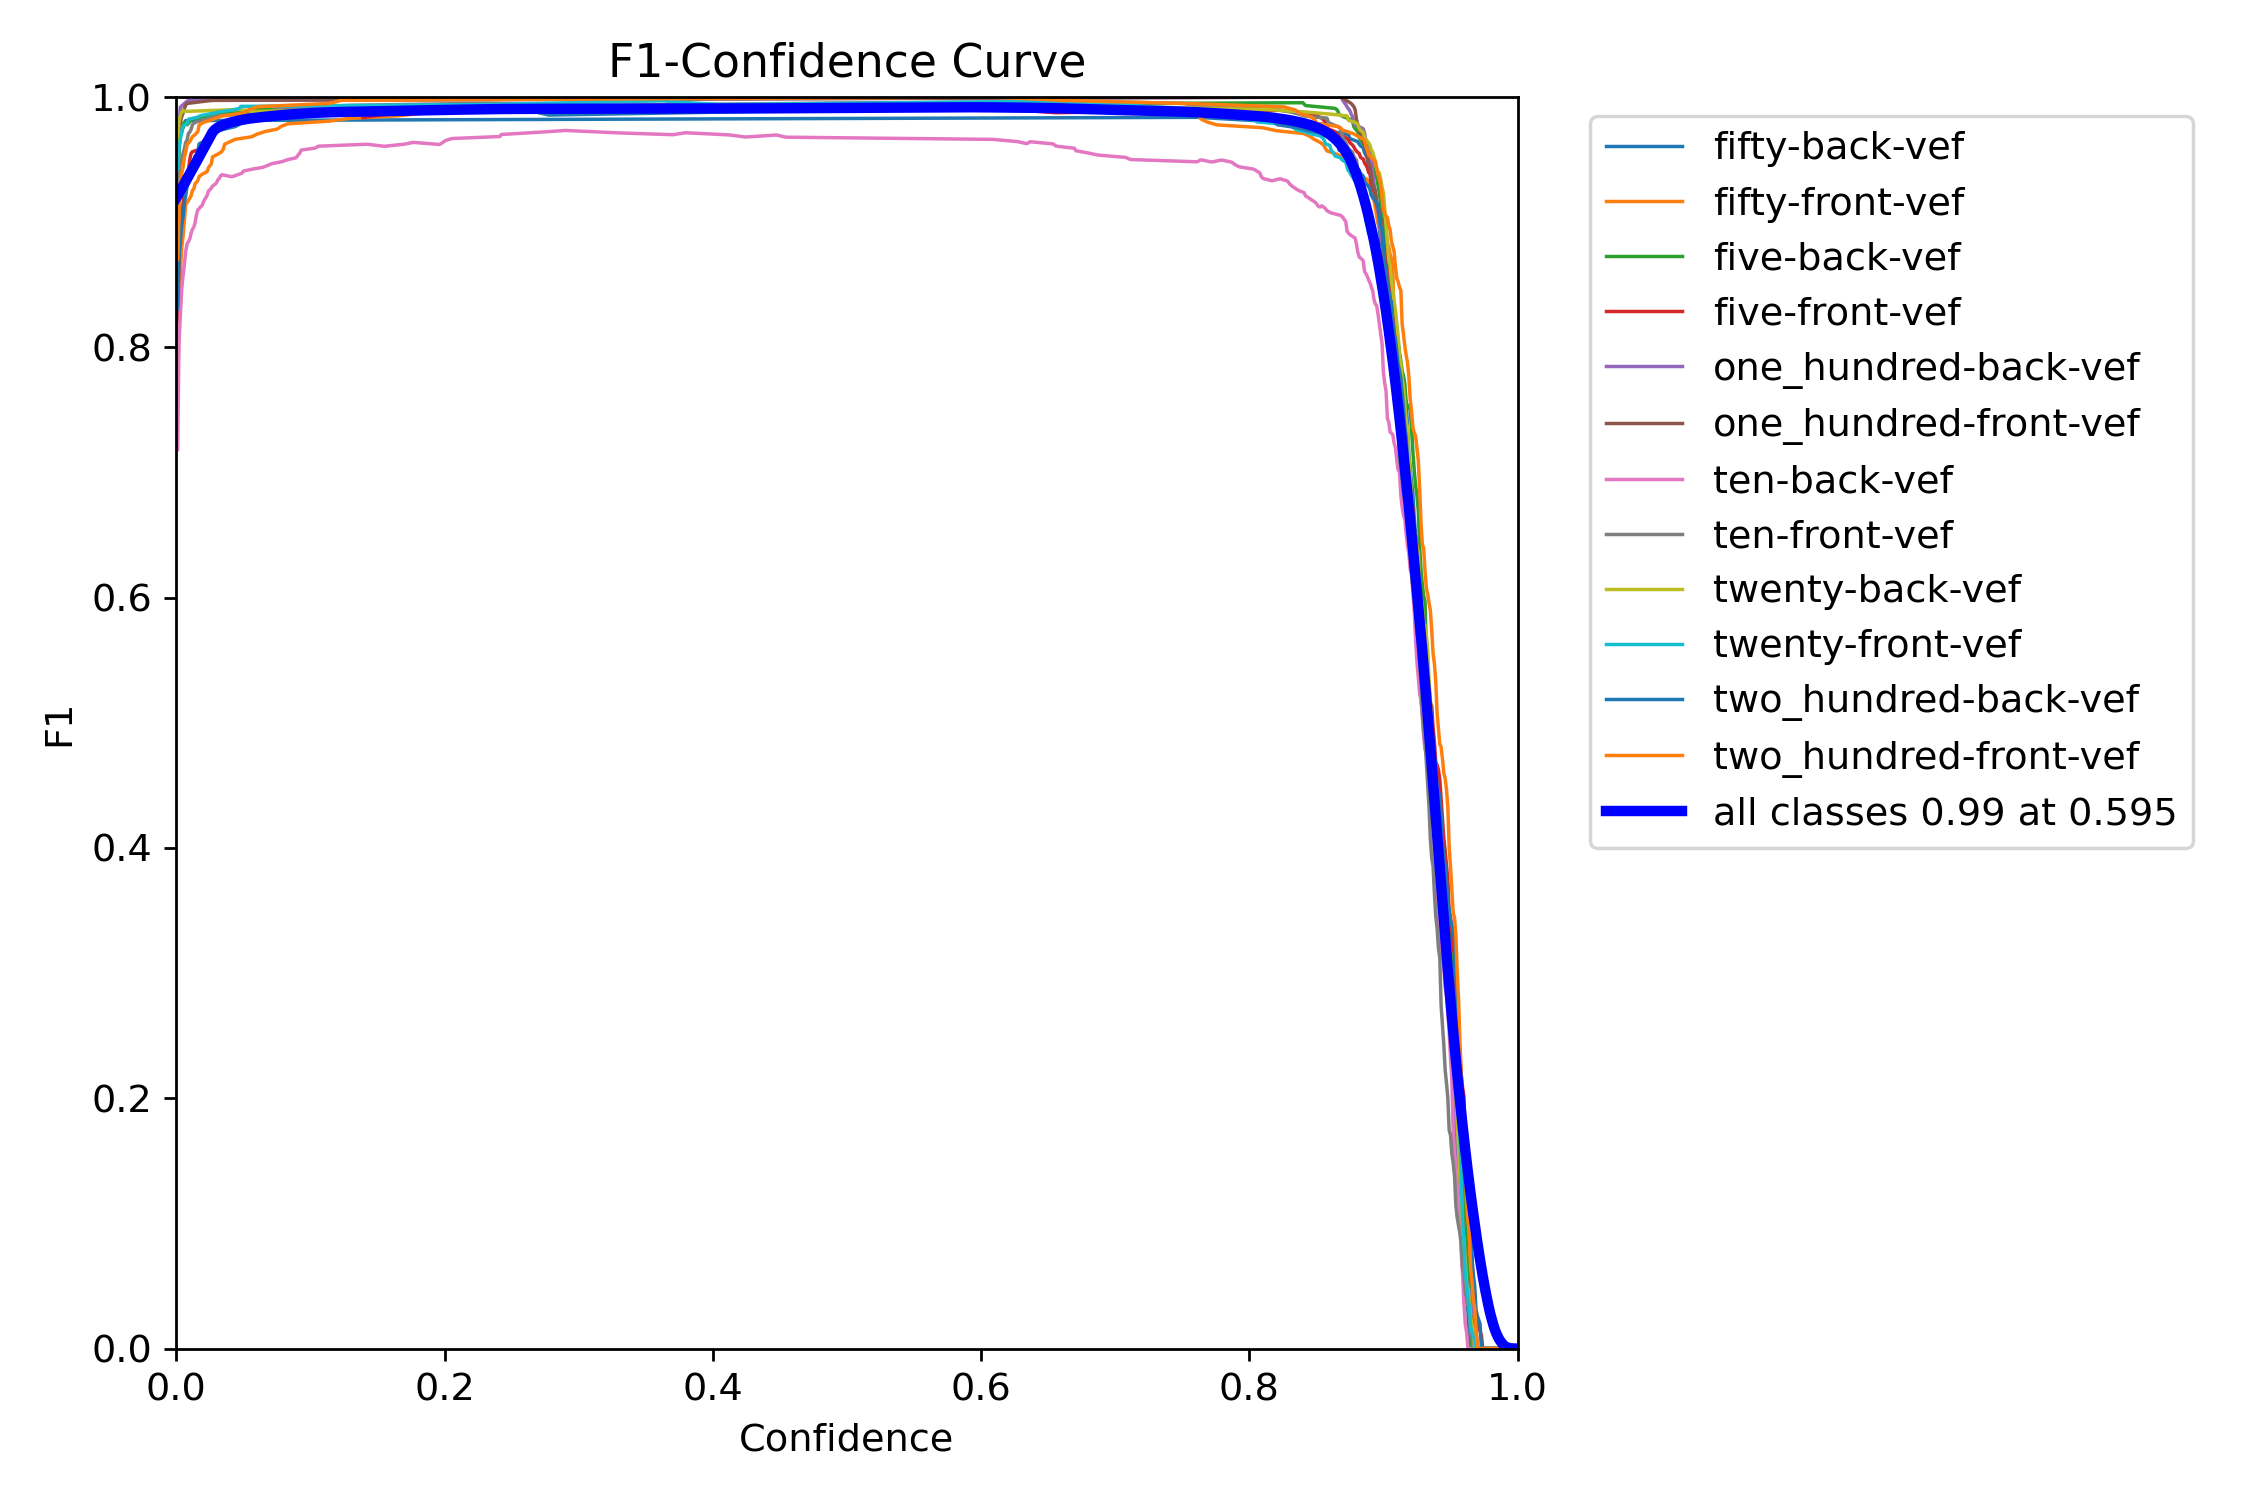 F1-Confidence Curve
1.0
0.8
0.6
0.4
0.2
0.0
F1
0.0 0.2 0.4 0.6 0.8 1.0
Confidence
fifty-back-vef
fifty-front-vef
five-back-vef
five-front-vef
one_hundred-back-vef
one_hundred-front-vef
ten-back-vef
ten-front-vef
twenty-back-vef
twenty-front-vef
two_hundred-back-vef
two_hundred-front-vef
all classes 0.99 at 0.595